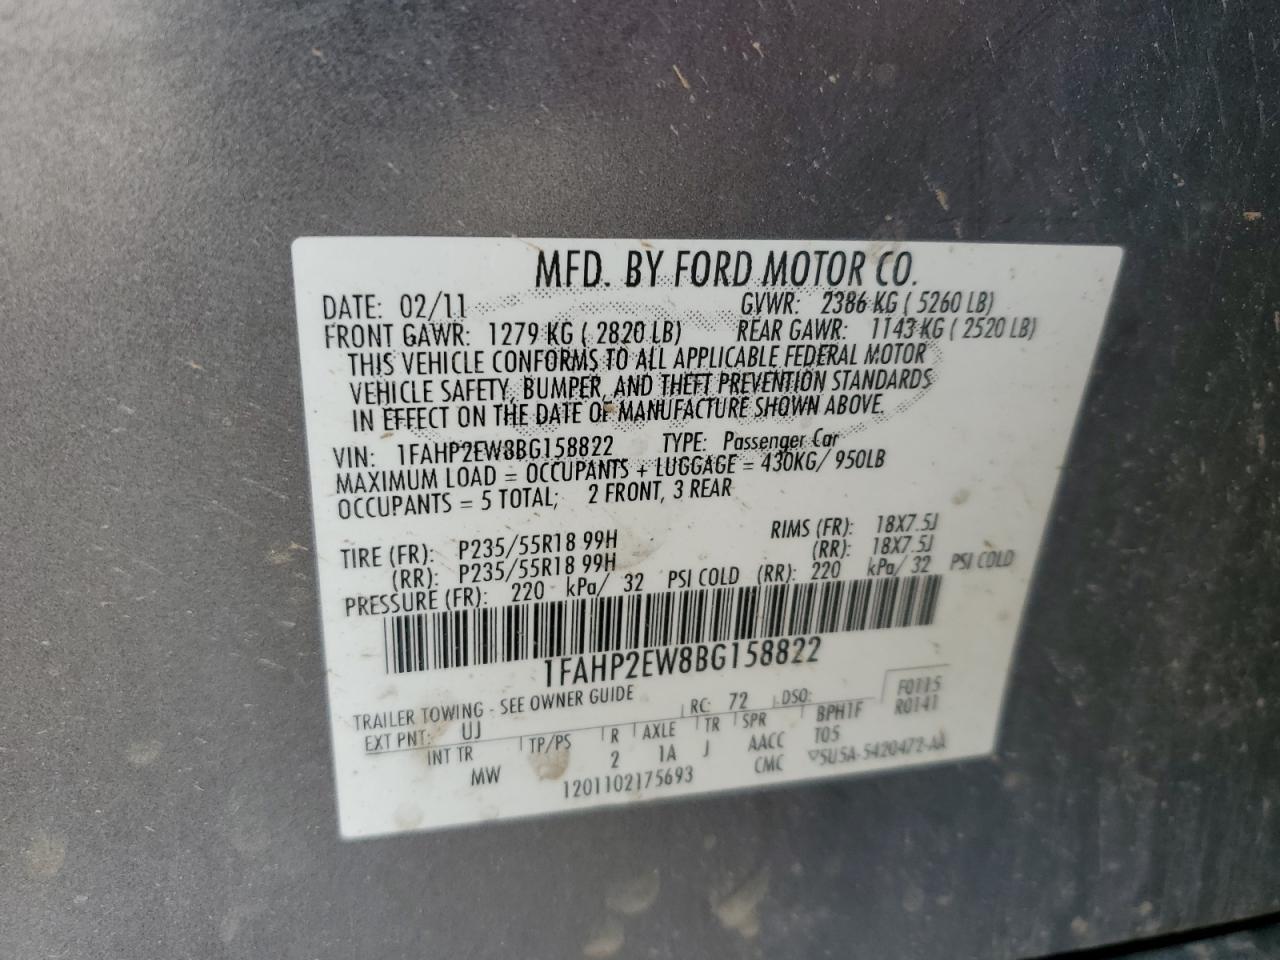 MFD. BY FORD MOTOR CO.
DATE: 02/11 GVWR: 2386 KG ( 5260 LB)
FRONT GAWR: 1279 KG ( 2820 LB) REAR GAWR: 1143 KG ( 2520 LB)
THIS VEHICLE CONFORMS TO ALL APPLICABLE FEDERAL MOTOR
VEHICLE SAFETY, BUMPER, AND THEFT PREVENTION STANDARDS
IN EFFECT ON THE DATE OF MANUFACTURE SHOWN ABOVE.
VIN: 1FAHP2EW8BG158822 TYPE: Passenger Car
MAXIMUM LOAD = OCCUPANTS + LUGGAGE = 430KG/ 950LB
OCCUPANTS = 5 TOTAL; 2 FRONT, 3 REAR
TIRE (FR): P235/55R18 99H RIMS (FR): 18X7.5J
(RR): P235/55R18 99H (RR): 18X7.5J
PRESSURE (FR): 220 kPa/ 32 PSI COLD (RR): 220 kPa/ 32 PSI COLD
1FAHP2EW8BG158822
TRAILER TOWING - SEE OWNER GUIDE
EXT PNT: UJ RC: 72 DSO: F0115
R0141
INT TR TP/PS R AXLE TR SPR BPH1F
MW 2 1A J AACC T05
1201102175693 CMC ▽5U5A-5420472-AA